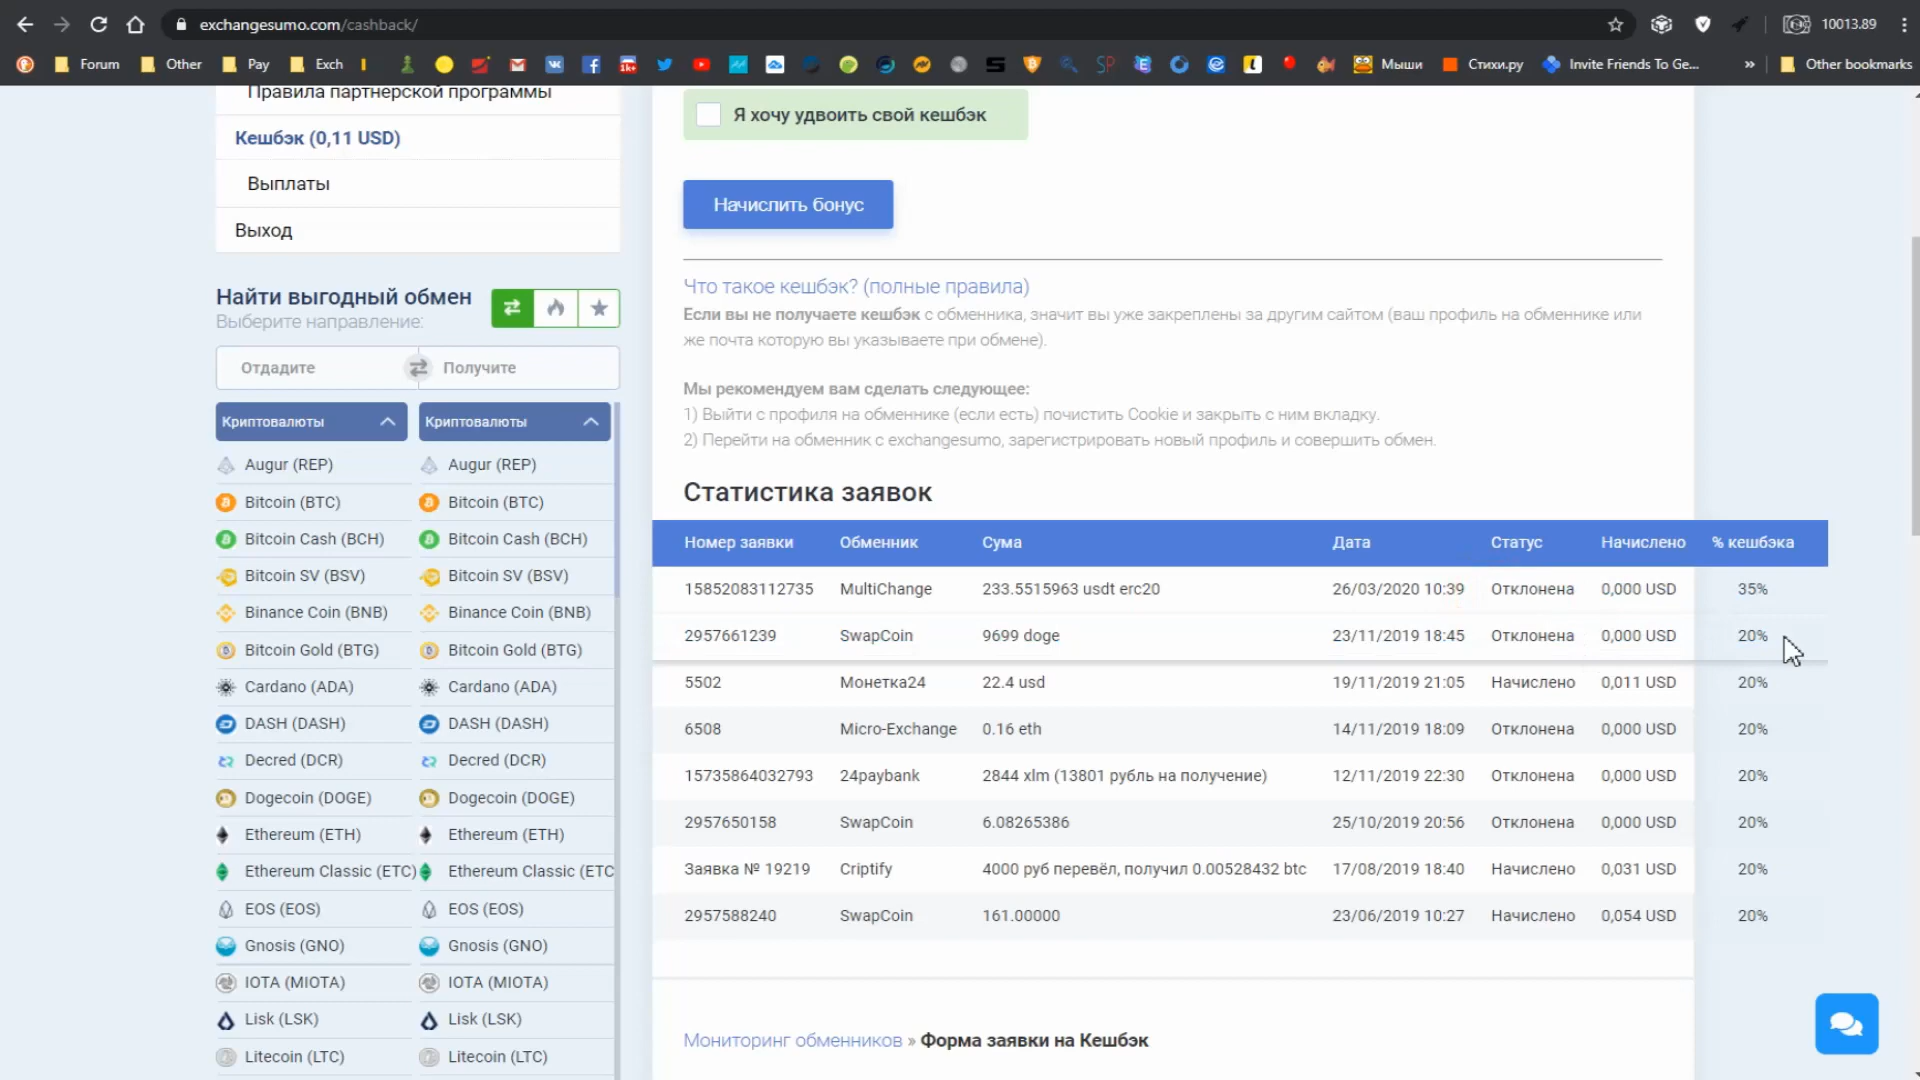 exchangesumo.com/cashback/
10013.89
Forum
Other
Pay
Exch
1k+
SP
Мыши
Стихи.ру
Invite Friends To Ge...
»
Other bookmarks
Правила партнерской программы
Кешбэк (0,11 USD)
Выплаты
Выход
Найти выгодный обмен
Выберите направление:
Отдадите
Получите
Криптовалюты
Криптовалюты
Augur (REP)
Augur (REP)
Bitcoin (BTC)
Bitcoin (BTC)
Bitcoin Cash (BCH)
Bitcoin Cash (BCH)
Bitcoin SV (BSV)
Bitcoin SV (BSV)
Binance Coin (BNB)
Binance Coin (BNB)
Bitcoin Gold (BTG)
Bitcoin Gold (BTG)
Cardano (ADA)
Cardano (ADA)
DASH (DASH)
DASH (DASH)
Decred (DCR)
Decred (DCR)
Dogecoin (DOGE)
Dogecoin (DOGE)
Ethereum (ETH)
Ethereum (ETH)
Ethereum Classic (ETC)
Ethereum Classic (ETC
EOS (EOS)
EOS (EOS)
Gnosis (GNO)
Gnosis (GNO)
IOTA (MIOTA)
IOTA (MIOTA)
Lisk (LSK)
Lisk (LSK)
Litecoin (LTC)
Litecoin (LTC)
Я хочу удвоить свой кешбэк
Начислить бонус
Что такое кешбэк? (полные правила)
Если вы не получаете кешбэк с обменника, значит вы уже закреплены за другим сайтом (ваш профиль на обменнике или
же почта которую вы указываете при обмене).
Мы рекомендуем вам сделать следующее:
1) Выйти с профиля на обменнике (если есть) почистить Cookie и закрыть с ним вкладку.
2) Перейти на обменник с exchangesumo, зарегистрировать новый профиль и совершить обмен.
Статистика заявок
Номер заявки Обменник Сума Дата Статус Начислено % кешбэка
15852083112735 MultiChange 233.5515963 usdt erc20 26/03/2020 10:39 Отклонена 0,000 USD 35%
2957661239 SwapCoin 9699 doge 23/11/2019 18:45 Отклонена 0,000 USD 20%
5502 Монетка24 22.4 usd 19/11/2019 21:05 Начислено 0,011 USD 20%
6508 Micro-Exchange 0.16 eth 14/11/2019 18:09 Отклонена 0,000 USD 20%
15735864032793 24paybank 2844 xlm (13801 рубль на получение) 12/11/2019 22:30 Отклонена 0,000 USD 20%
2957650158 SwapCoin 6.08265386 25/10/2019 20:56 Отклонена 0,000 USD 20%
Заявка № 19219 Criptify 4000 руб перевёл, получил 0.00528432 btc 17/08/2019 18:40 Начислено 0,031 USD 20%
2957588240 SwapCoin 161.00000 23/06/2019 10:27 Начислено 0,054 USD 20%
Мониторинг обменников » Форма заявки на Кешбэк